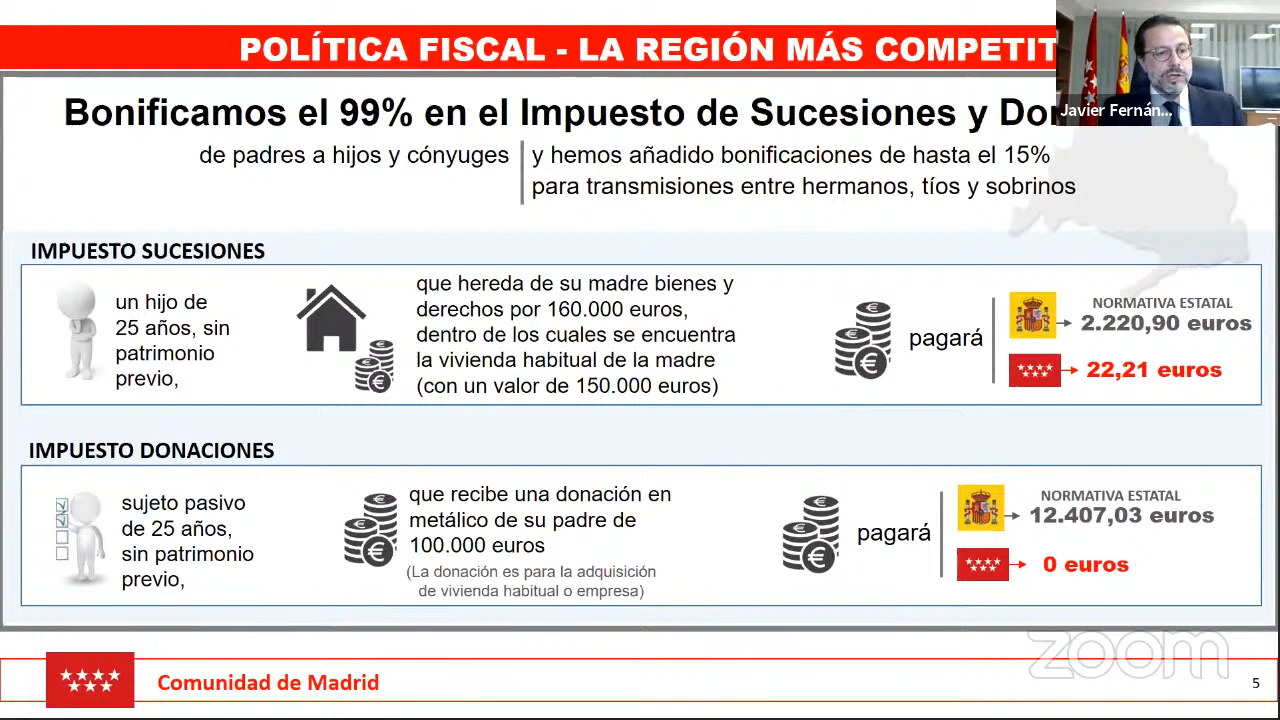 POLÍTICA FISCAL - LA REGIÓN MÁS COMPETIT
Bonificamos el 99% en el Impuesto de Sucesiones y Don
Javier Fernán...
de padres a hijos y cónyuges
y hemos añadido bonificaciones de hasta el 15%
para transmisiones entre hermanos, tíos y sobrinos
IMPUESTO SUCESIONES
un hijo de
25 años, sin
patrimonio
previo,
que hereda de su madre bienes y
derechos por 160.000 euros,
dentro de los cuales se encuentra
la vivienda habitual de la madre
(con un valor de 150.000 euros)
pagará
NORMATIVA ESTATAL
2.220,90 euros
22,21 euros
IMPUESTO DONACIONES
sujeto pasivo
de 25 años,
sin patrimonio
previo,
que recibe una donación en
metálico de su padre de
100.000 euros
(La donación es para la adquisición
de vivienda habitual o empresa)
pagará
NORMATIVA ESTATAL
12.407,03 euros
0 euros
zoom
Comunidad de Madrid
5